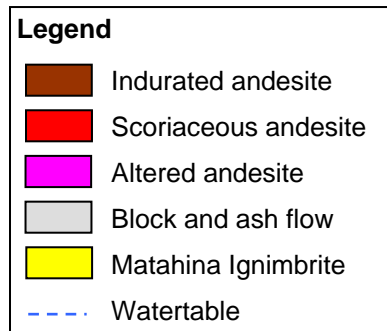 Legend
Indurated andesite
Scoriaceous andesite
Altered andesite
Block and ash flow
Matahina Ignimbrite
Watertable